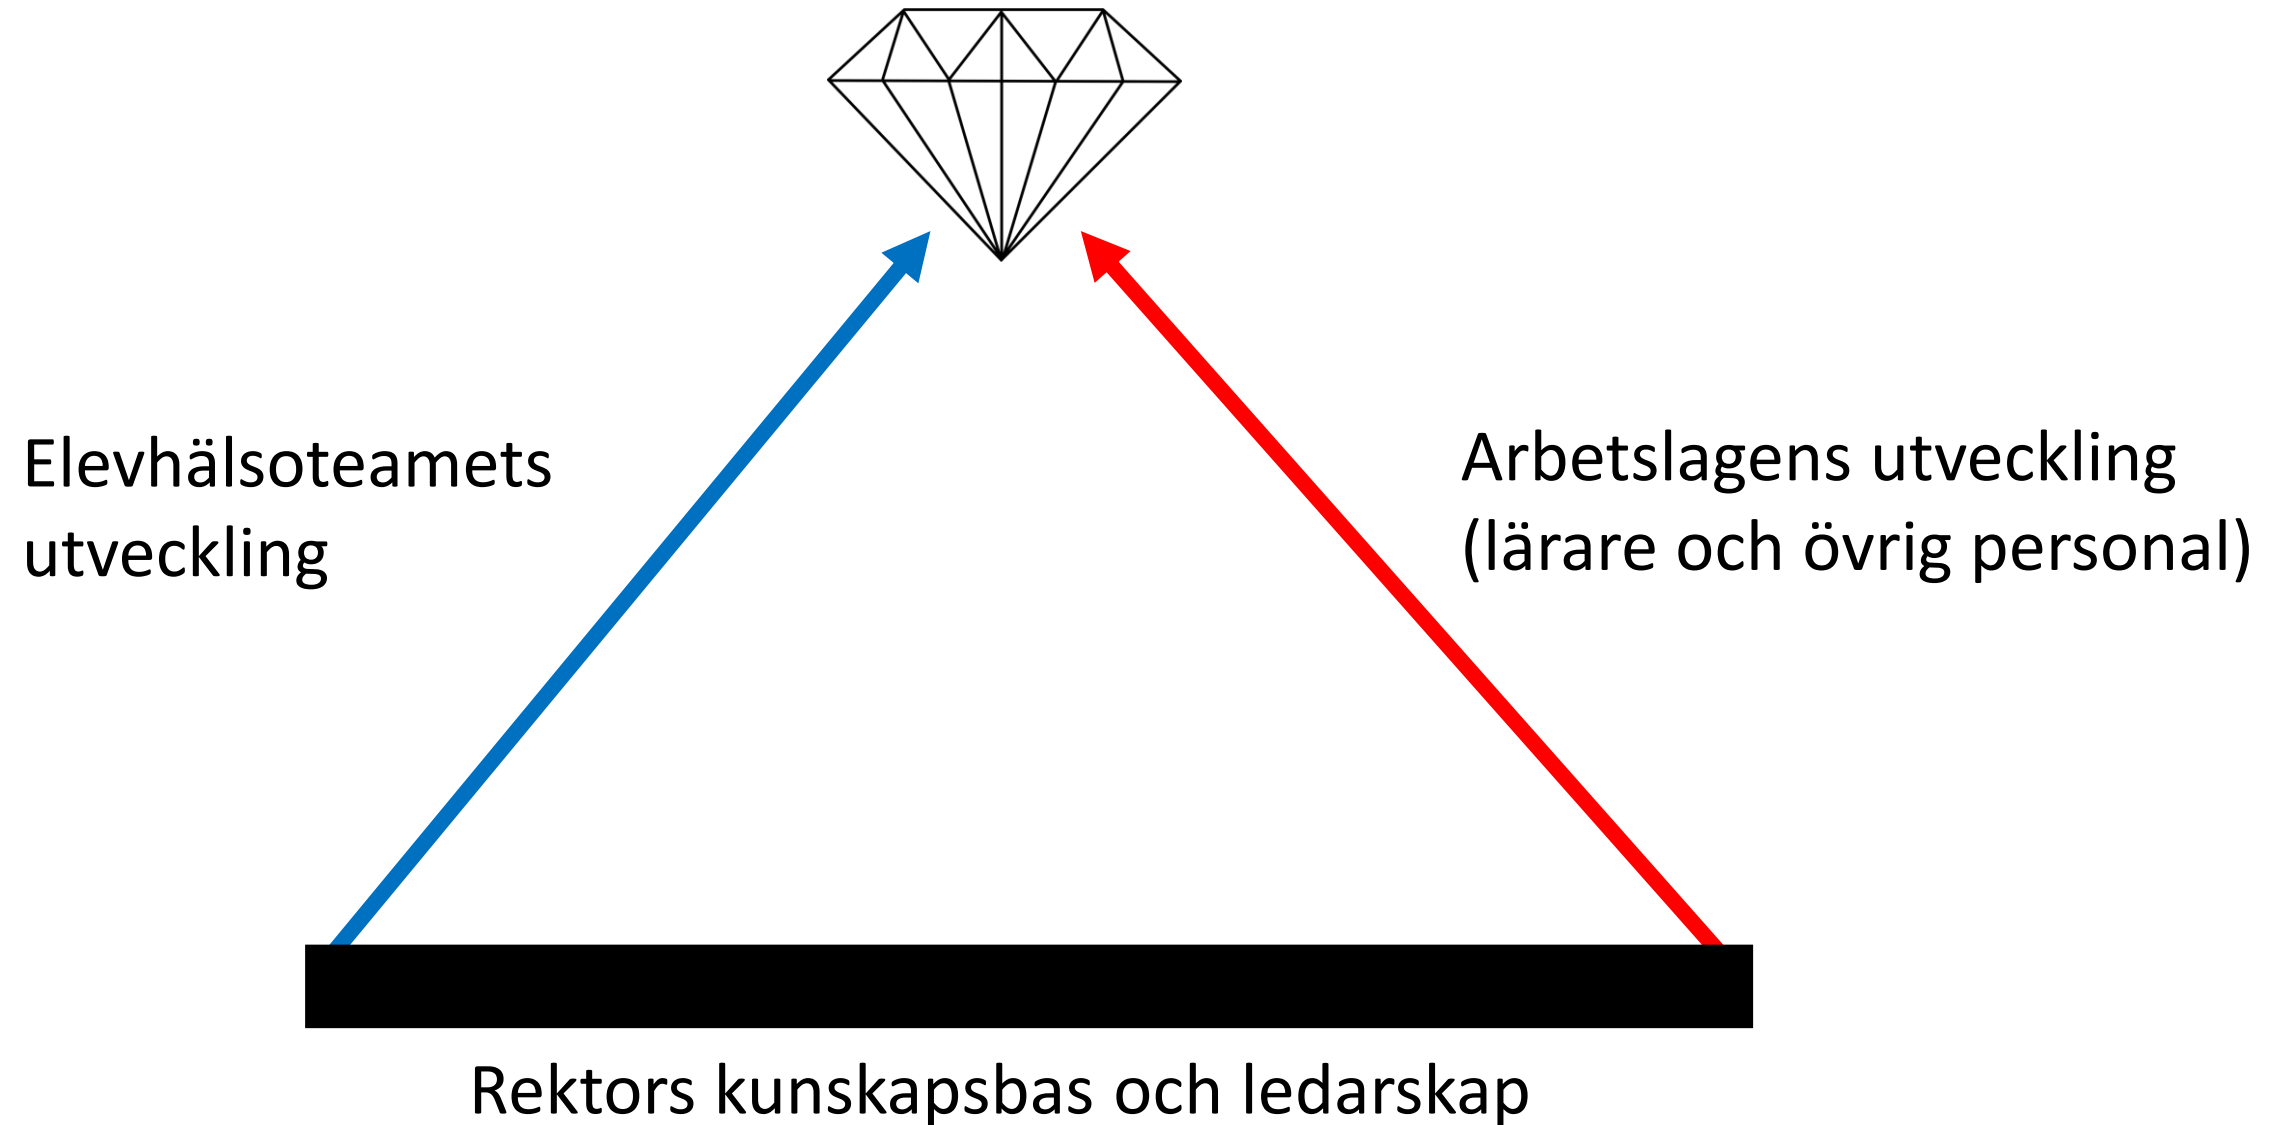 Elevhälsoteamets
utveckling
Arbetslagens utveckling
(lärare och övrig personal)
Rektors kunskapsbas och ledarskap